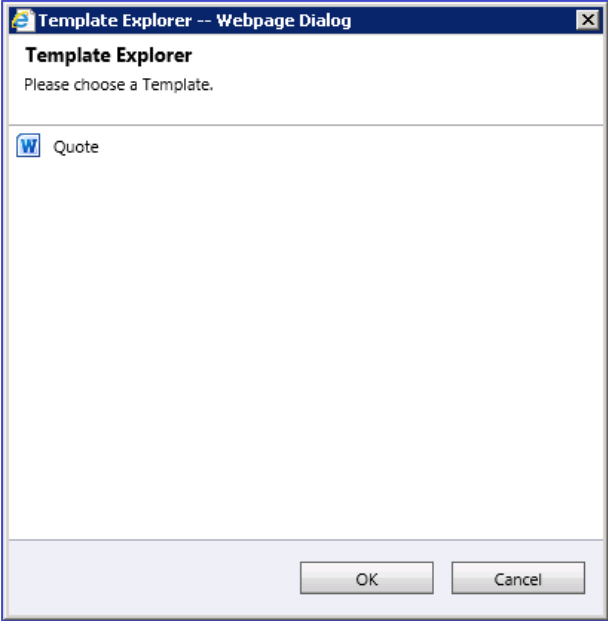 Template Explorer -- Webpage Dialog
Template Explorer
Please choose a Template.
Quote
OK
Cancel